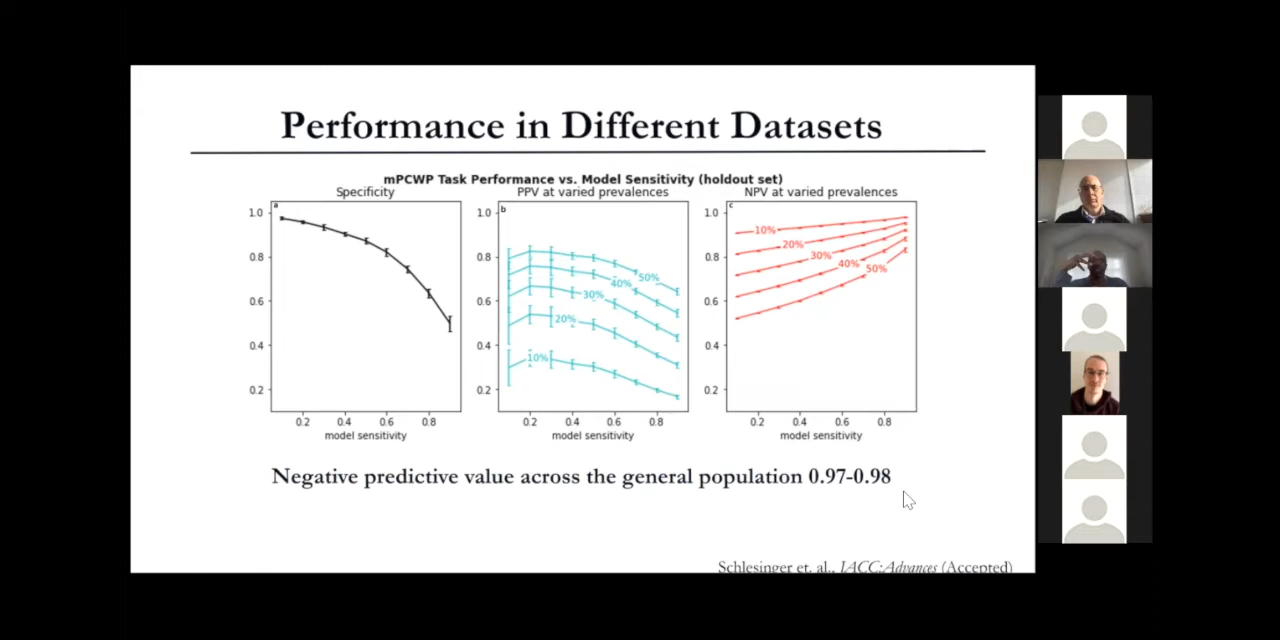 Performance in Different Datasets
mPCWP Task Performance vs. Model Sensitivity (holdout set)
Specificity
PPV at varied prevalences
NPV at varied prevalences
a
1.0
0.8
0.6
0.4
0.2
0.2 0.4 0.6 0.8
model sensitivity
b
1.0
0.8
0.6
0.4
0.2
50%
40%
30%
20%
10%
0.2 0.4 0.6 0.8
model sensitivity
c
1.0
0.8
0.6
0.4
0.2
10%
20%
30%
40%
50%
0.2 0.4 0.6 0.8
model sensitivity
Negative predictive value across the general population 0.97-0.98
Schlesinger et. al., JACC:Advances (Accepted)